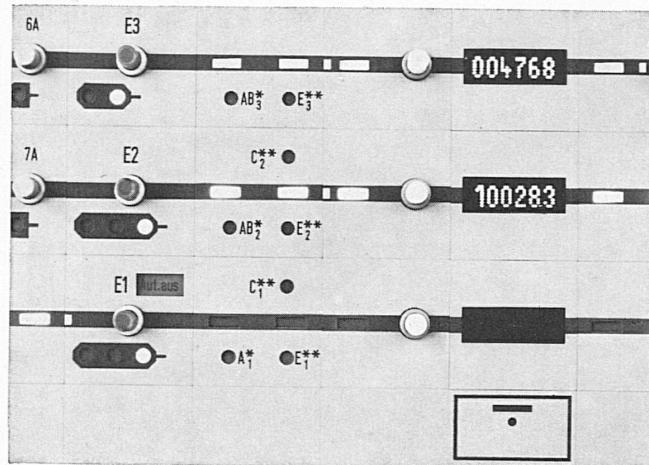 6A E3
004768
AB₃* E₃**
7A E2 C₂**
100283
AB₂* E₂**
E1 Aut.aus C₁**
A₁* E₁**